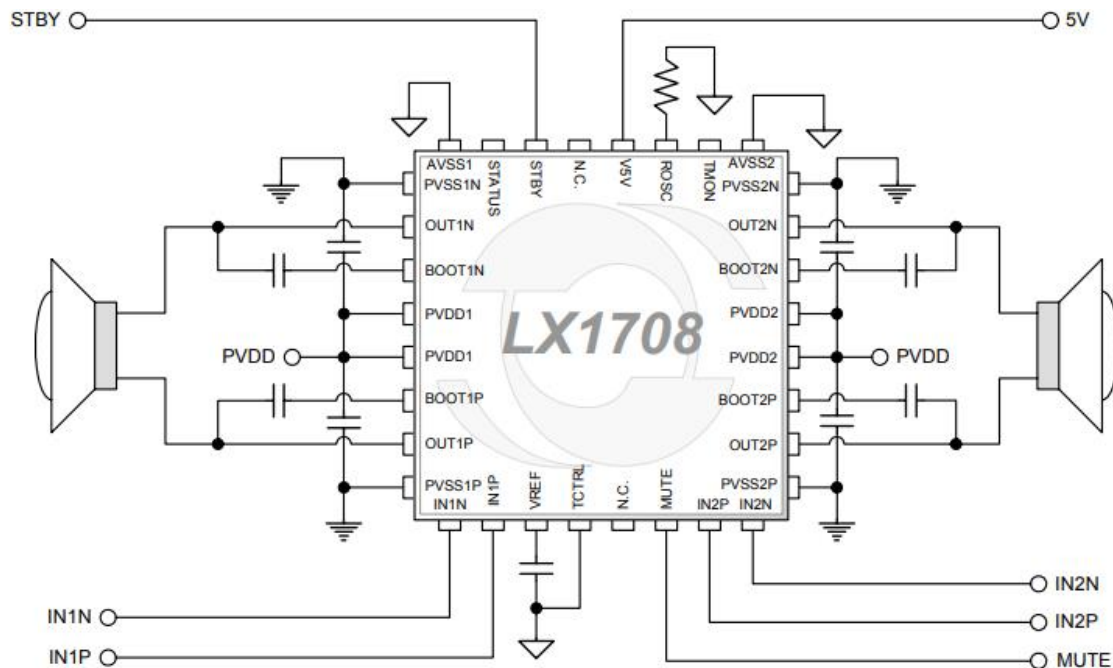 STBY
5V
AVSS1
STATUS
STBY
N.C.
V5V
ROSC
TMON
AVSS2
PVSS1N
PVSS2N
OUT1N
OUT2N
BOOT1N
BOOT2N
PVDD1
PVDD2
LX1708
PVDD
PVDD1
PVDD2
PVDD
BOOT1P
BOOT2P
OUT1P
OUT2P
PVSS1P
PVSS2P
IN1N
IN1P
VREF
TCTRL
N.C.
MUTE
IN2P
IN2N
IN1N
IN2N
IN1P
IN2P
MUTE